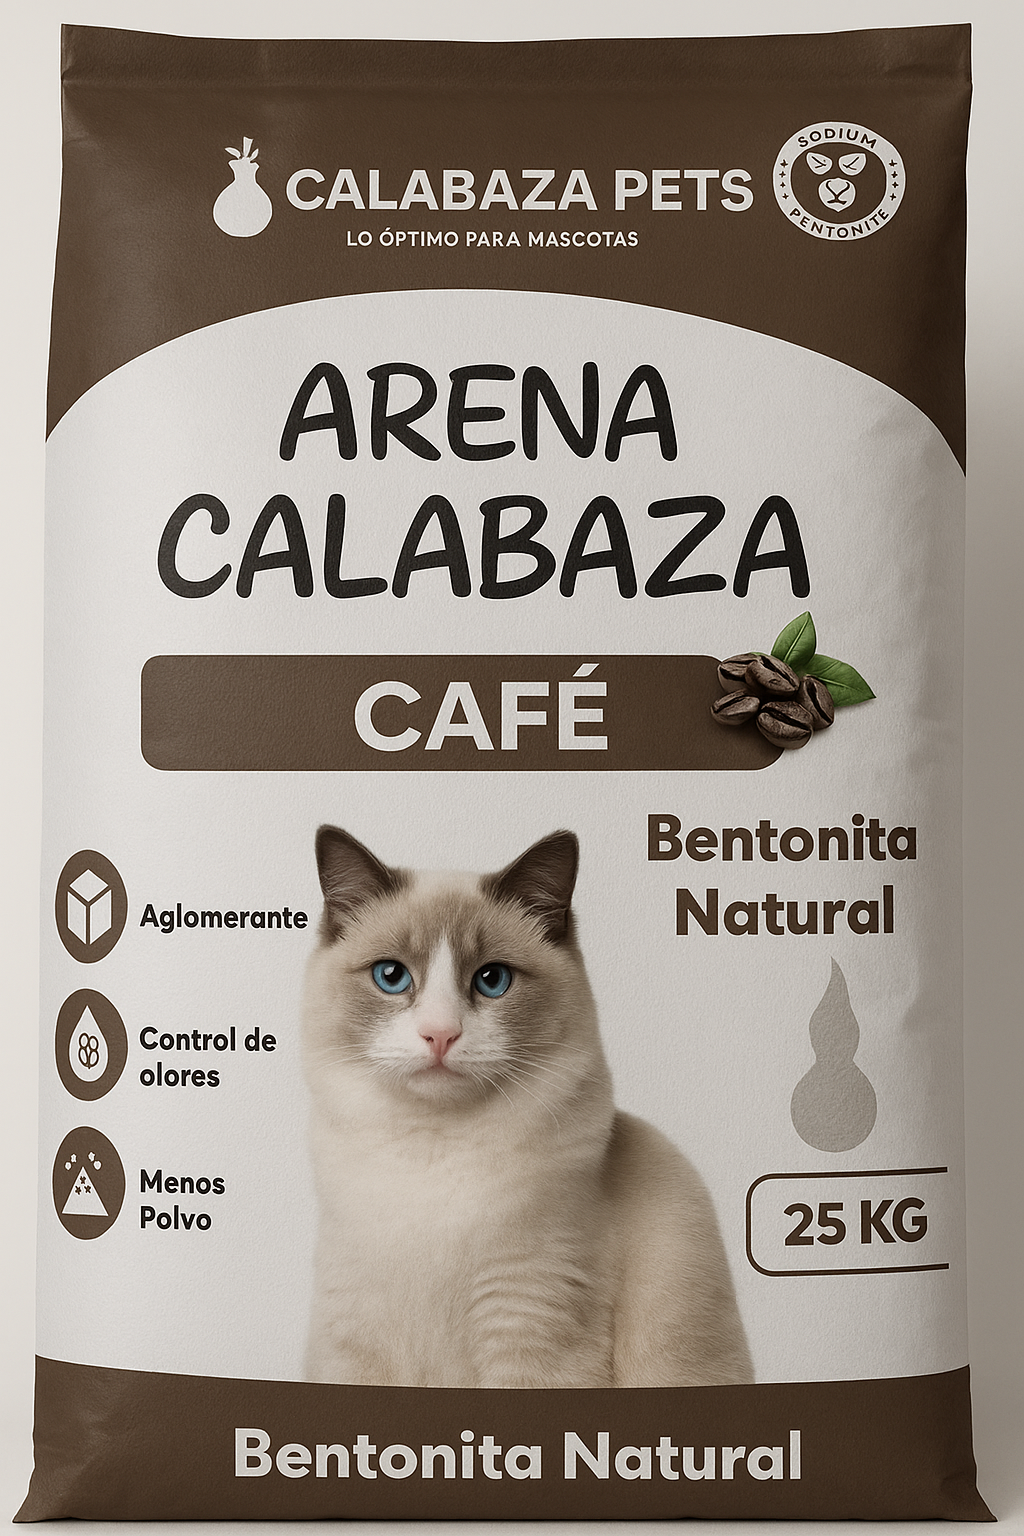 CALABAZA PETS
LO ÓPTIMO PARA MASCOTAS
SODIUM
PENTONITE
ARENA
CALABAZA
CAFÉ
Bentonita
Natural
Aglomerante
Control de
olores
Menos
Polvo
25 KG
Bentonita Natural